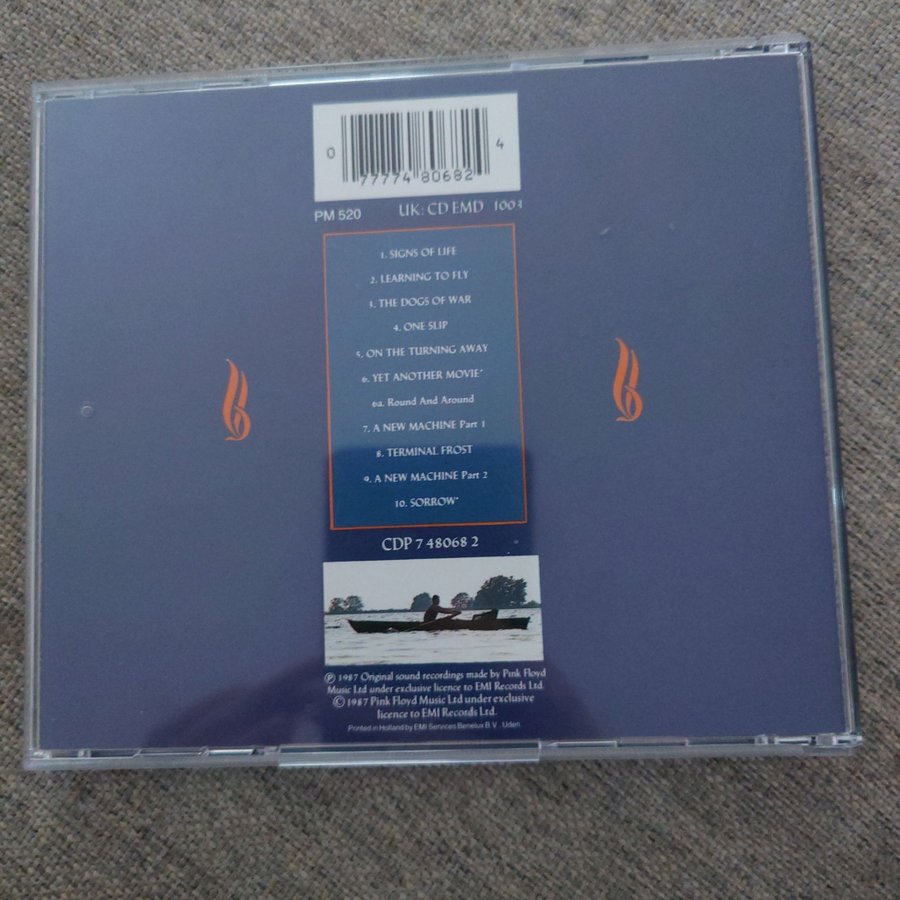 0 77774 80682 4
PM 520 UK: CD EMD 1003
1. SIGNS OF LIFE
2. LEARNING TO FLY
3. THE DOGS OF WAR
4. ONE SLIP
5. ON THE TURNING AWAY
6. YET ANOTHER MOVIE*
6a. Round And Around
7. A NEW MACHINE Part 1
8. TERMINAL FROST
9. A NEW MACHINE Part 2
10. SORROW*
CDP 7 48068 2
℗ 1987 Original sound recordings made by Pink Floyd
Music Ltd under exclusive licence to EMI Records Ltd.
© 1987 Pink Floyd Music Ltd under exclusive
licence to EMI Records Ltd.
Printed in Holland by EMI Services Benelux B.V. Uden.